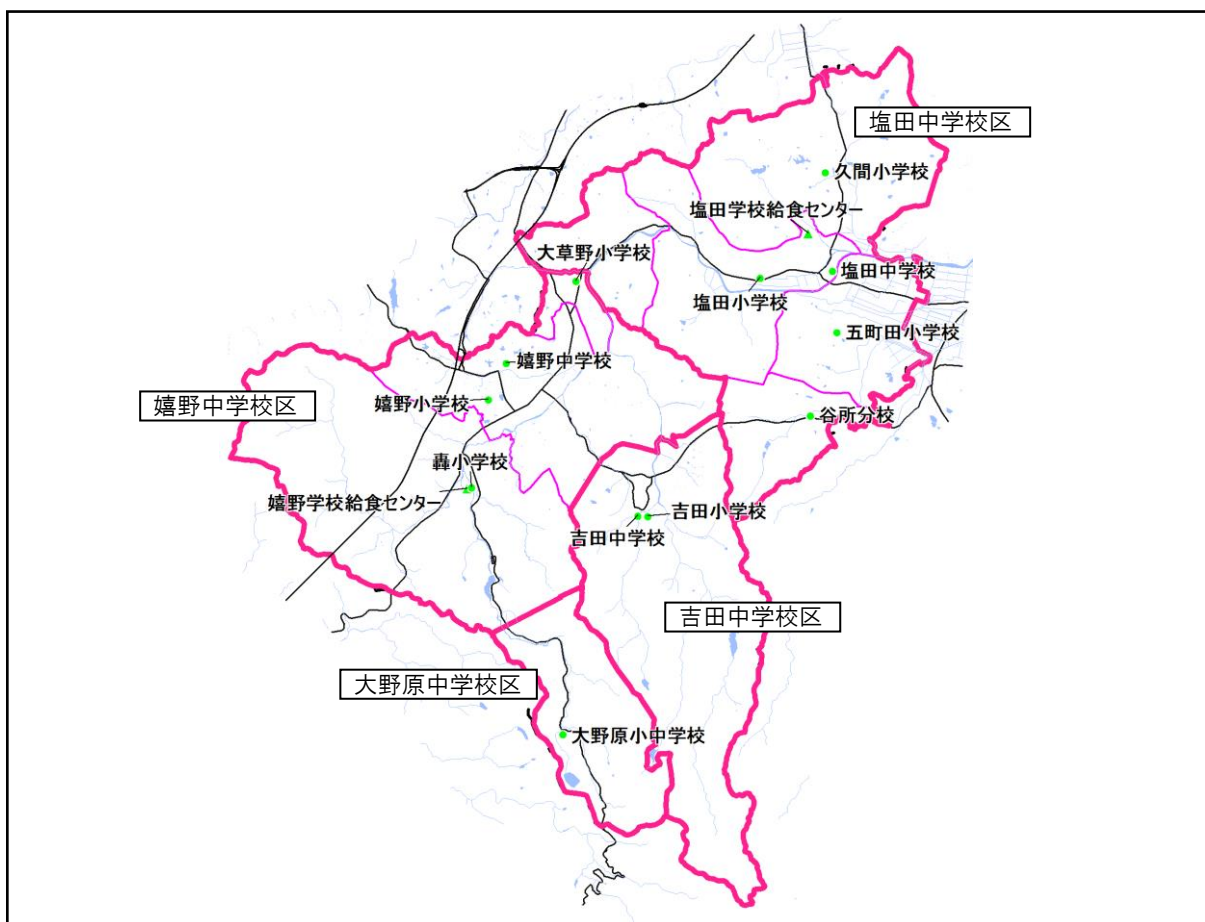 塩田中学校区
久間小学校
塩田学校給食センター
大草野小学校
塩田中学校
塩田小学校
五町田小学校
嬉野中学校
嬉野中学校区
嬉野小学校
谷所分校
轟小学校
嬉野学校給食センター
吉田小学校
吉田中学校
吉田中学校区
大野原中学校区
大野原小中学校